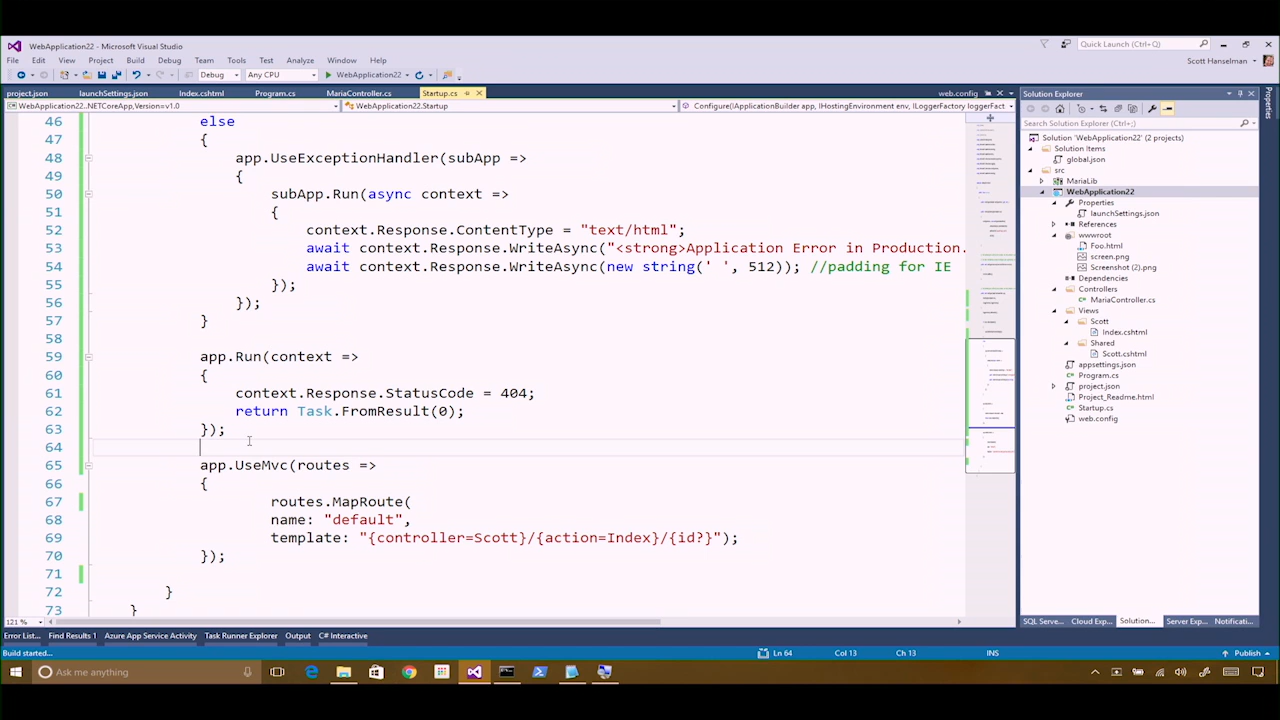 WebApplication22 - Microsoft Visual Studio
Quick Launch (Ctrl+Q)
File Edit View Project Build Debug Team Tools Test Analyze Window Help
Scott Hanselman
Debug Any CPU WebApplication22
project.json launchSettings.json Index.cshtml Program.cs MariaController.cs Startup.cs web.config
WebApplication22..NETCoreApp,Version=v1.0 WebApplication22.Startup Configure(IApplicationBuilder app, IHostingEnvironment env, ILoggerFactory loggerFact
46 else
47 {
48 app.UseExceptionHandler(subApp =>
49 {
50 subApp.Run(async context =>
51 {
52 context.Response.ContentType = "text/html";
53 await context.Response.WriteAsync("<strong>Application Error in Production.
54 await context.Response.WriteAsync(new string(' ', 512)); //padding for IE
55 });
56 });
57 }
58
59 app.Run(context =>
60 {
61 context.Response.StatusCode = 404;
62 return Task.FromResult(0);
63 });
64
65 app.UseMvc(routes =>
66 {
67 routes.MapRoute(
68 name: "default",
69 template: "{controller=Scott}/{action=Index}/{id?}");
70 });
71
72 }
73 }
121 %
Solution Explorer
Search Solution Explorer (Ctrl+;)
Solution 'WebApplication22' (2 projects)
Solution Items
global.json
src
MariaLib
WebApplication22
Properties
launchSettings.json
References
wwwroot
Foo.html
screen.png
Screenshot (2).png
Dependencies
Controllers
MariaController.cs
Views
Scott
Index.cshtml
Shared
Scott.cshtml
appsettings.json
Program.cs
project.json
Project_Readme.html
Startup.cs
web.config
SQL Serve... Cloud Exp... Solution... Server Exp... Notificati...
Properties
Error List... Find Results 1 Azure App Service Activity Task Runner Explorer Output C# Interactive
Build started... Ln 64 Col 13 Ch 13 INS Publish
Ask me anything